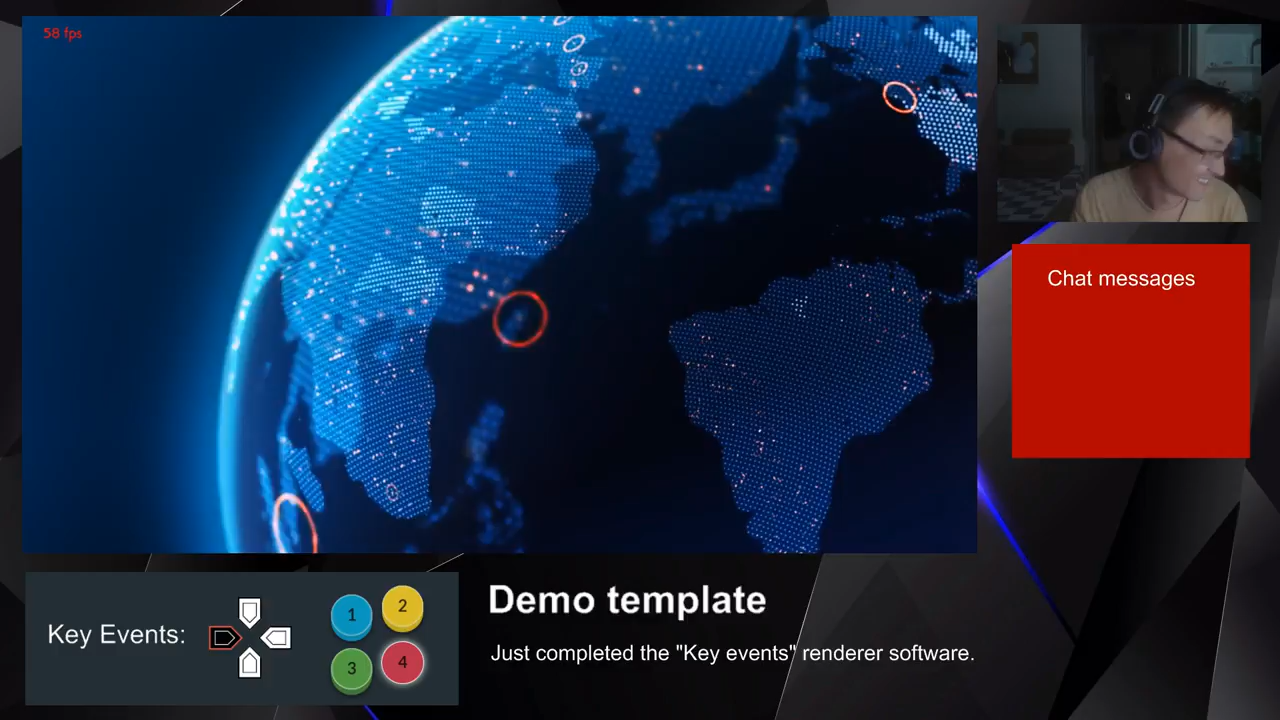 58 fps
Chat messages
Key Events:
1
2
3
4
Demo template
Just completed the "Key events" renderer software.